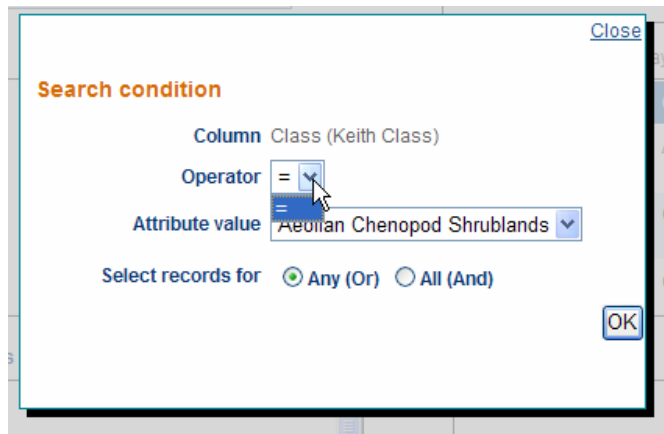 Close
Search condition
Column Class (Keith Class)
Operator =
=
Attribute value Aeolian Chenopod Shrublands
Select records for Any (Or) All (And)
OK